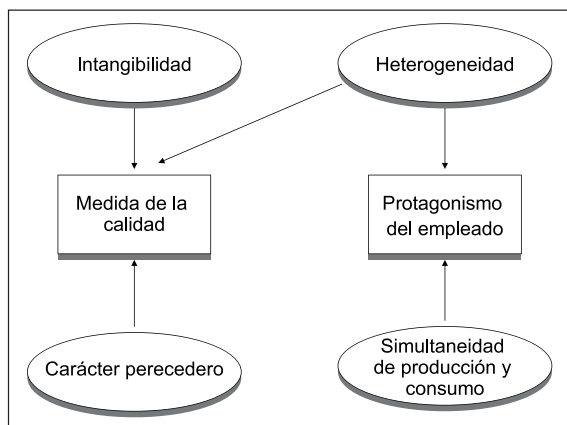 Intangibilidad
Heterogeneidad
Medida de la
calidad
Protagonismo
del empleado
Carácter perecedero
Simultaneidad
de producción y
consumo